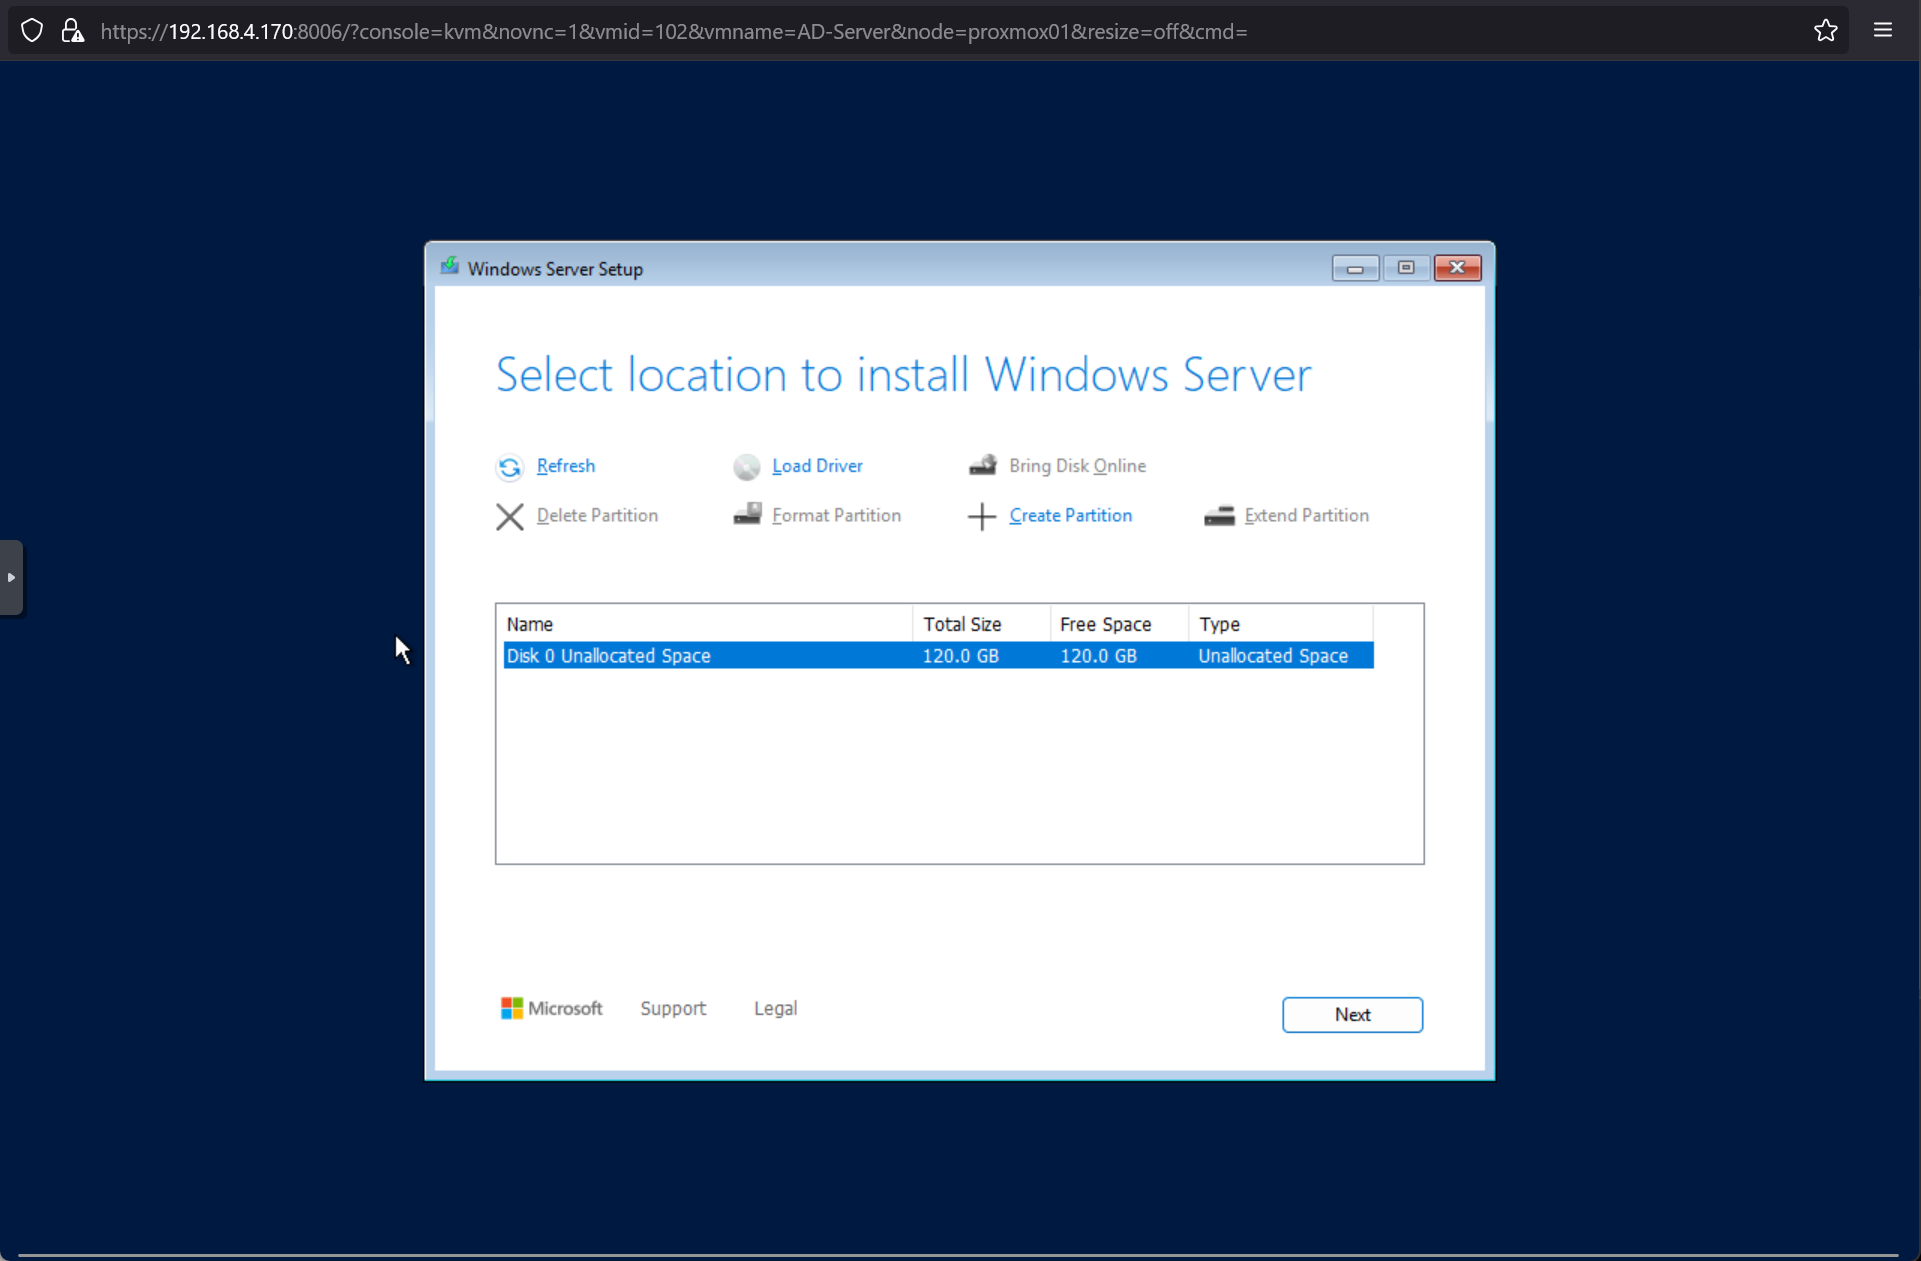 https://192.168.4.170:8006/?console=kvm&novnc=1&vmid=102&vmname=AD-Server&node=proxmox01&resize=off&cmd=
Windows Server Setup
Select location to install Windows Server
Refresh Load Driver Bring Disk Online
Delete Partition Format Partition Create Partition Extend Partition
Name Total Size Free Space Type
Disk 0 Unallocated Space 120.0 GB 120.0 GB Unallocated Space
Microsoft Support Legal Next